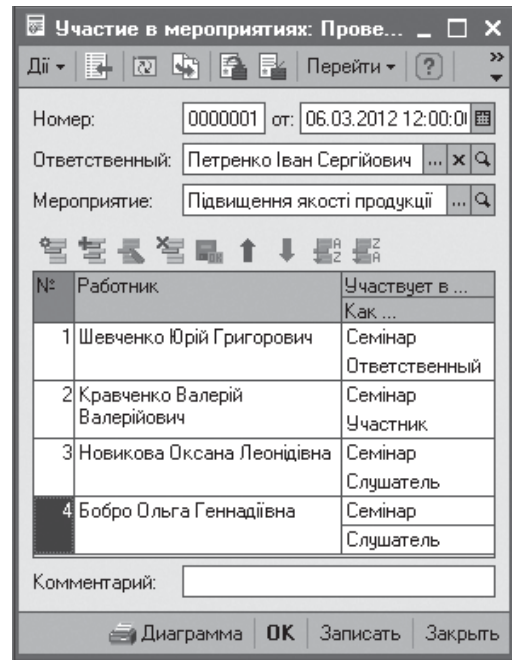 Участие в мероприятиях: Прове...
Дії Перейти ? »
Номер: 0000001 от: 06.03.2012 12:00:0
Ответственный: Петренко Іван Сергійович ... x
Мероприятие: Підвищення якості продукції ...
№ Работник Участвует в ...
Как ...
1 Шевченко Юрій Григорович Семінар
Ответственный
2 Кравченко Валерій Семінар
Валерійович Участник
3 Новикова Оксана Леонідівна Семінар
Слушатель
4 Бобро Ольга Геннадіївна Семінар
Слушатель
Комментарий:
Диаграмма OK Записать Закрыть